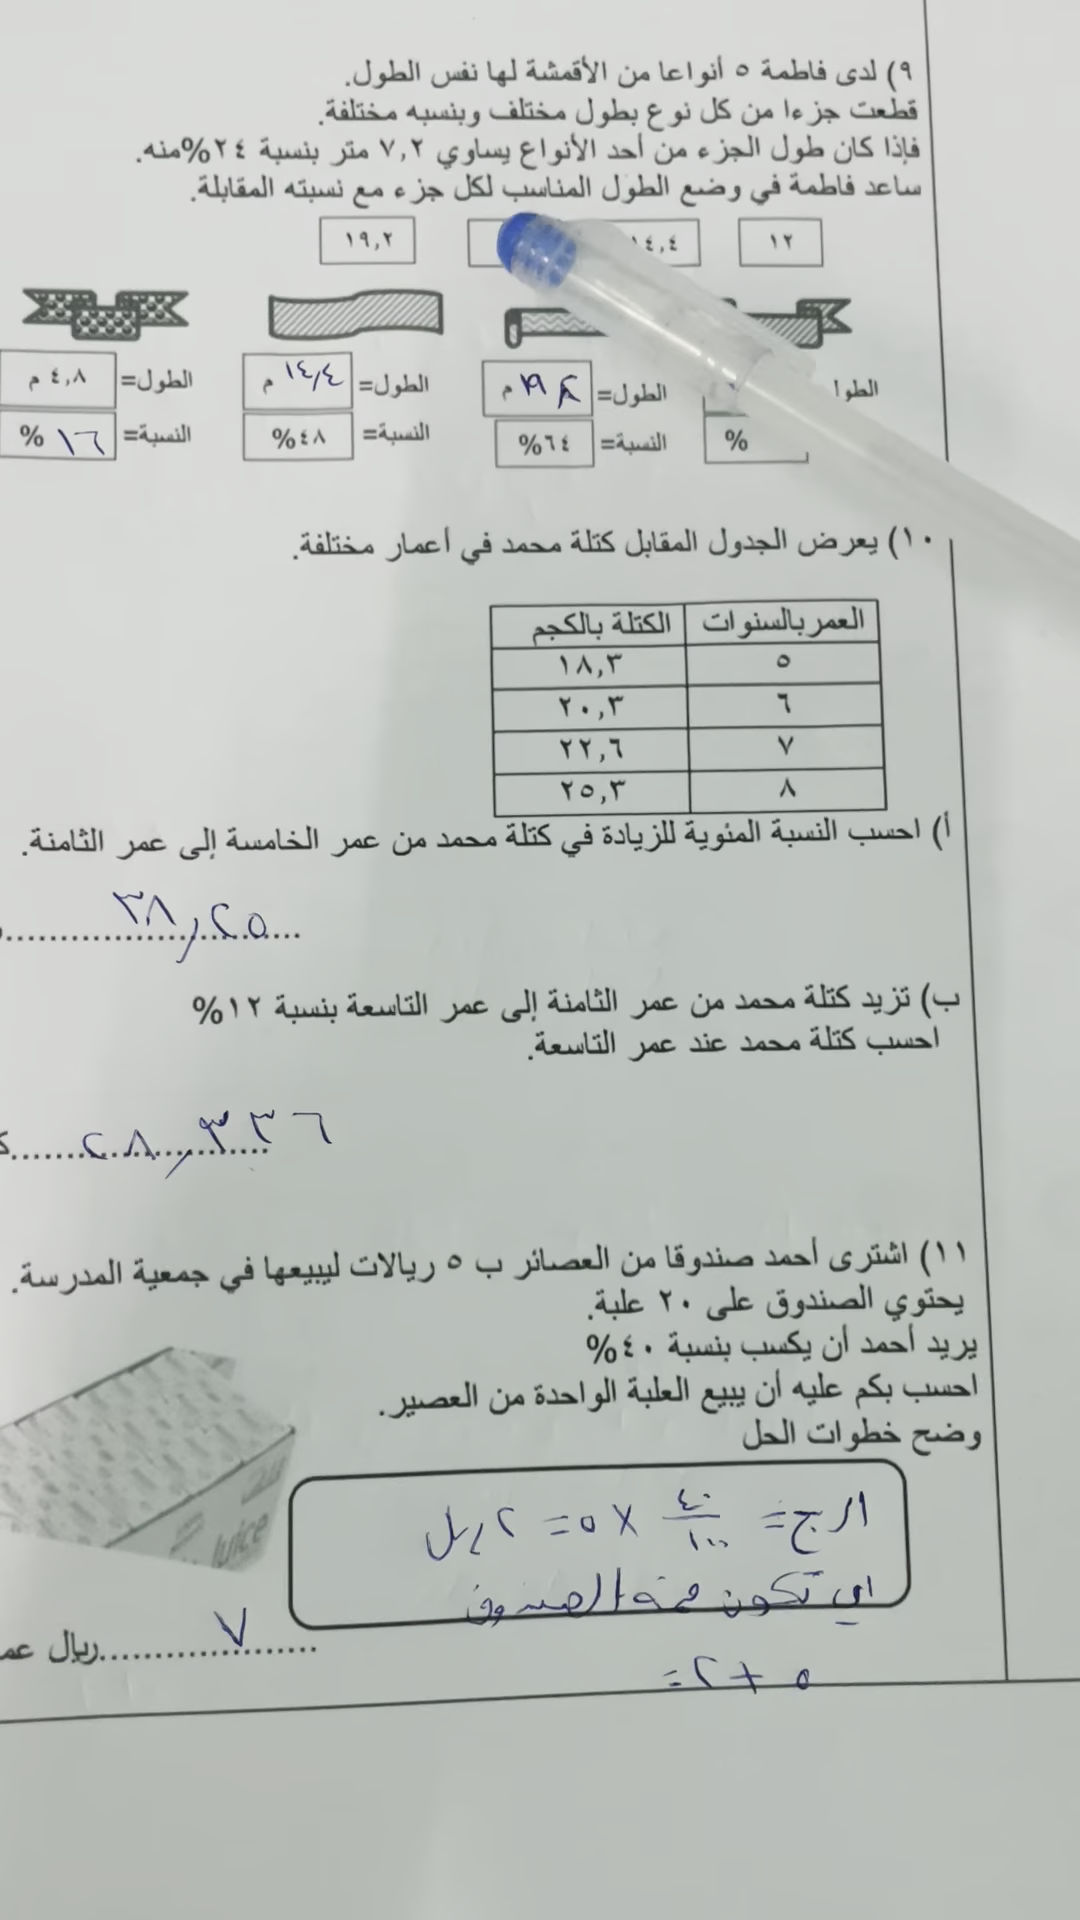 ٩) لدى فاطمة ٥ أنواعا من الأقمشة لها نفس الطول.
قطعت جزءا من كل نوع بطول مختلف وبنسبه مختلفة.
فإذا كان طول الجزء من أحد الأنواع يساوي ٧,٢ متر بنسبة ٢٤%منه.
ساعد فاطمة في وضع الطول المناسب لكل جزء مع نسبته المقابلة.
١٢ ١٤,٤ ١٩,٢
الطول= ١٩,٢ م الطول= ١٤,٤ م الطول= ٤,٨ م
% النسبة= ٦٤% النسبة= ٤٨% النسبة= ١٦ %
١٠) يعرض الجدول المقابل كتلة محمد في أعمار مختلفة.
العمر بالسنوات الكتلة بالكجم
٥ ١٨,٣
٦ ٢٠,٣
٧ ٢٢,٦
٨ ٢٥,٣
أ) احسب النسبة المئوية للزيادة في كتلة محمد من عمر الخامسة إلى عمر الثامنة.
٣٨,٢٥
ب) تزيد كتلة محمد من عمر الثامنة إلى عمر التاسعة بنسبة ١٢%
احسب كتلة محمد عند عمر التاسعة.
٢٨,٣٣٦
١١) اشترى أحمد صندوقا من العصائر ب ٥ ريالات ليبيعها في جمعية المدرسة.
يحتوي الصندوق على ٢٠ علبة.
يريد أحمد أن يكسب بنسبة ٤٠%
احسب بكم عليه أن يبيع العلبة الواحدة من العصير.
وضح خطوات الحل
Juice
الربح= ٤٠/١٠٠ × ٥ = ٢ ريال
اي تكون قيمة الصندوق
٧ ريال عم
٥ + ٢ =